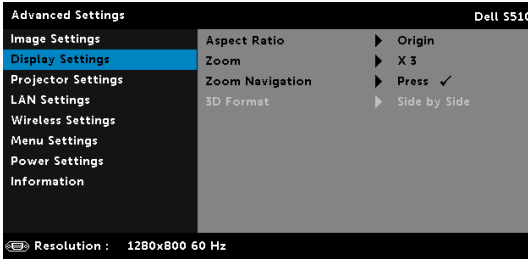 Advanced Settings Dell S510
Image Settings Aspect Ratio Origin
Display Settings Zoom X 3
Projector Settings Zoom Navigation Press ✓
LAN Settings 3D Format Side by Side
Wireless Settings
Menu Settings
Power Settings
Information
Resolution : 1280x800 60 Hz